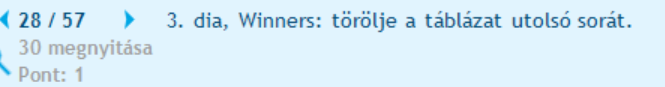 28 / 57 3. dia, Winners: törölje a táblázat utolsó sorát.
30 megnyitása
Pont: 1